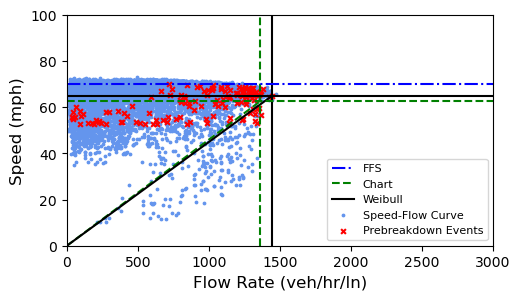 100
80
60
40
20
0
Speed (mph)
0 500 1000 1500 2000 2500 3000
Flow Rate (veh/hr/ln)
FFS
Chart
Weibull
Speed-Flow Curve
Prebreakdown Events